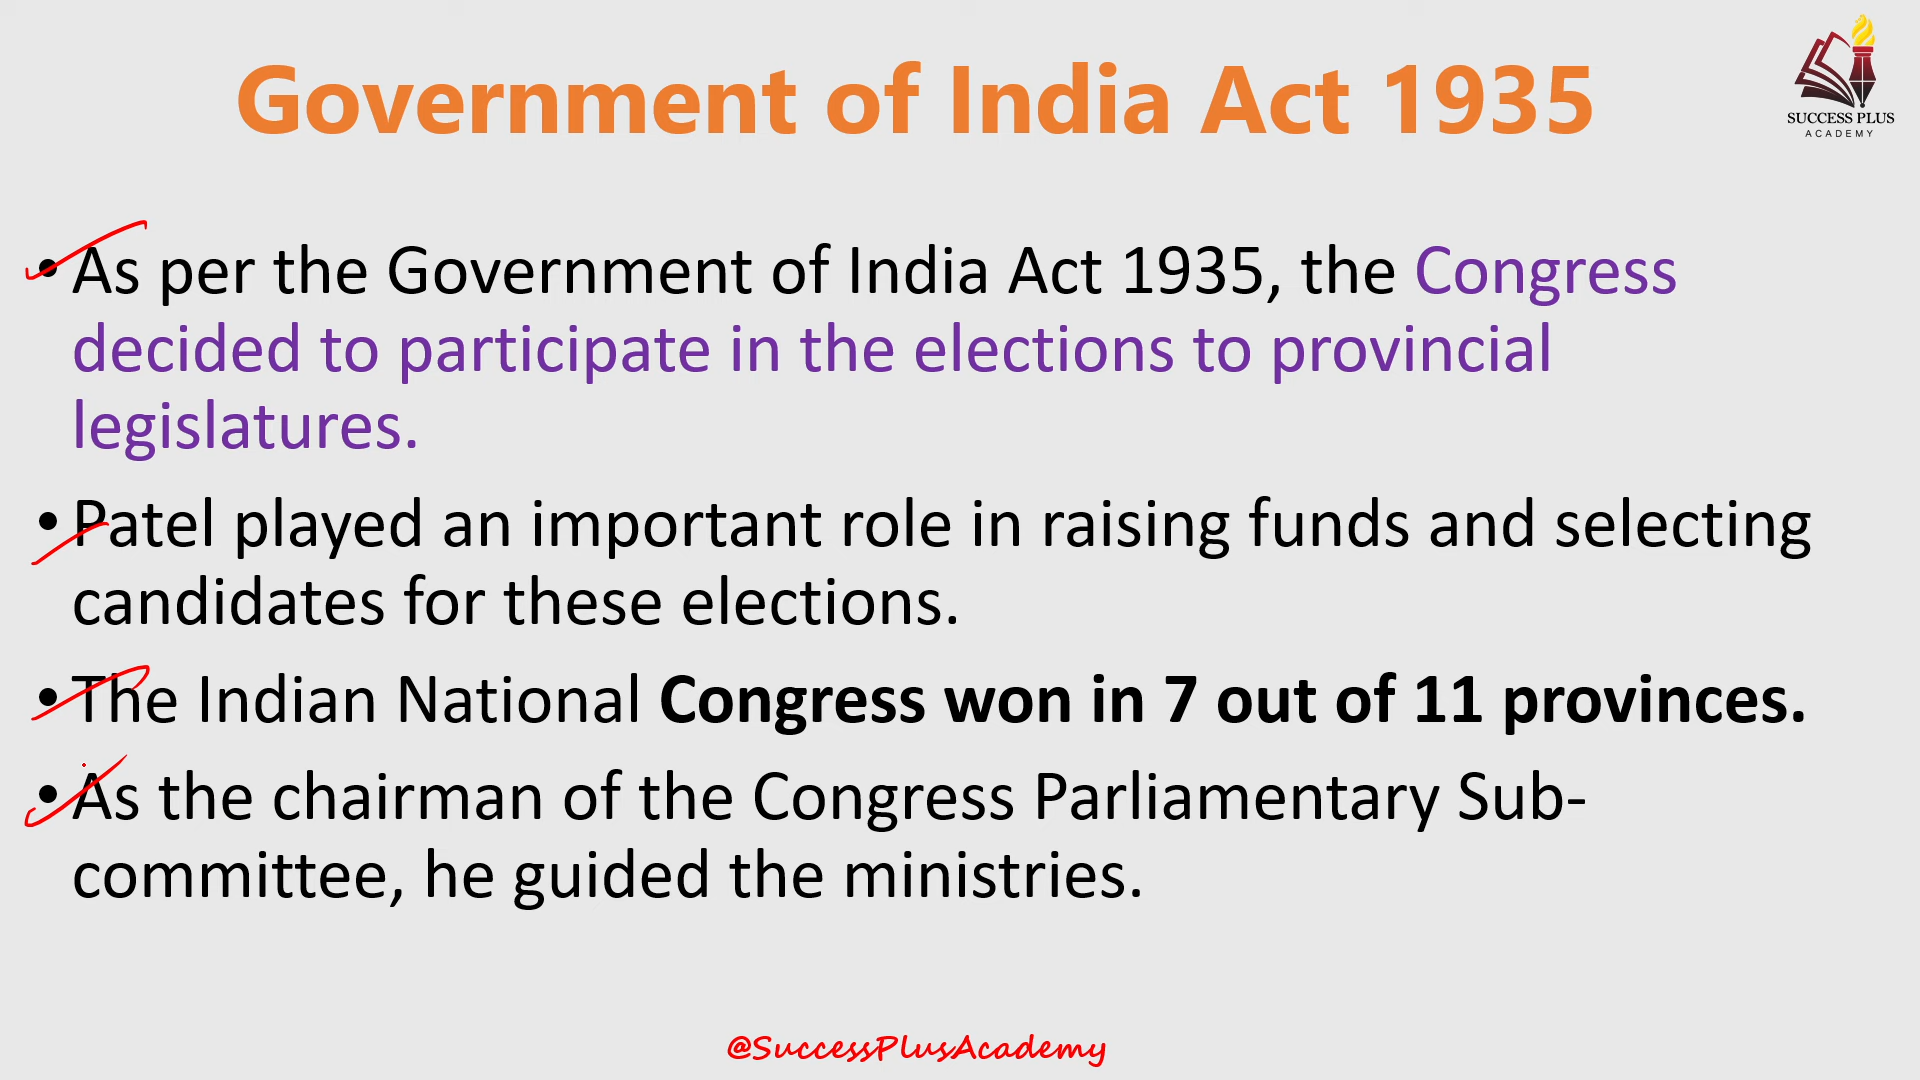 Government of India Act 1935
SUCCESS PLUS
ACADEMY
• As per the Government of India Act 1935, the Congress
decided to participate in the elections to provincial
legislatures.
• Patel played an important role in raising funds and selecting
candidates for these elections.
• The Indian National Congress won in 7 out of 11 provinces.
• As the chairman of the Congress Parliamentary Sub-
committee, he guided the ministries.
@SuccessPlusAcademy